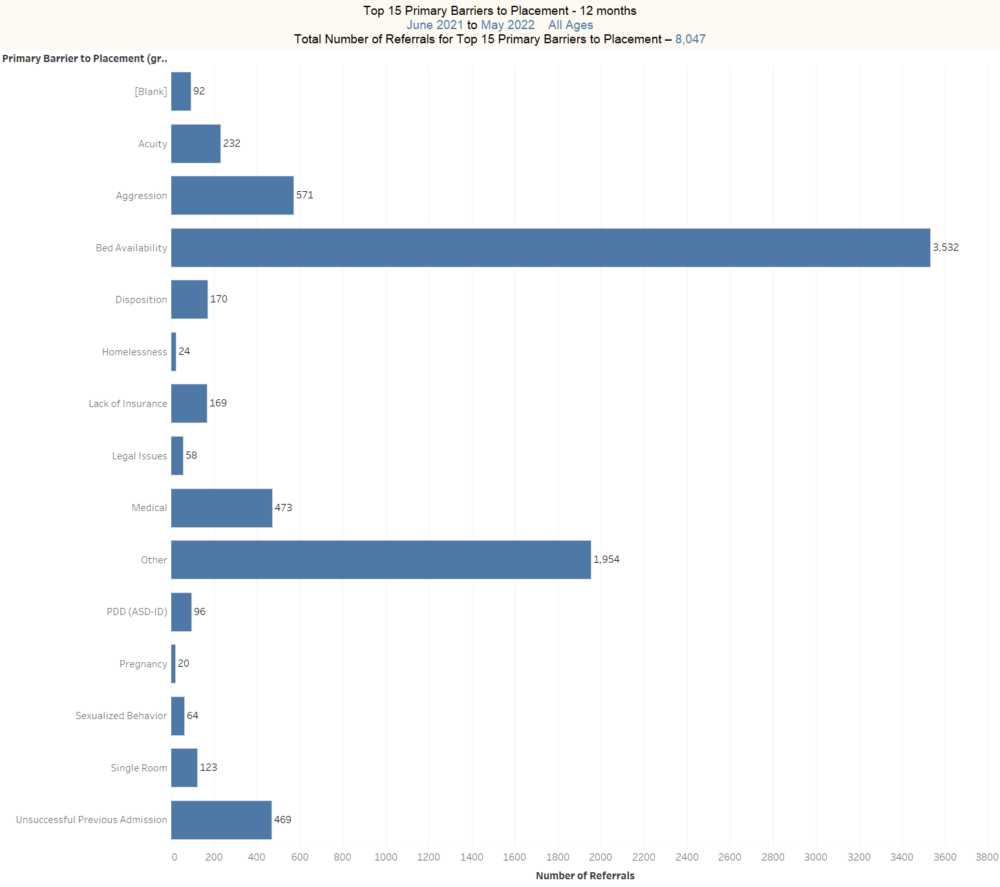 Top 15 Primary Barriers to Placement - 12 months
June 2021 to May 2022 All Ages
Total Number of Referrals for Top 15 Primary Barriers to Placement – 8,047
Primary Barrier to Placement (gr..
[Blank] 92
Acuity 232
Aggression 571
Bed Availability 3,532
Disposition 170
Homelessness 24
Lack of Insurance 169
Legal Issues 58
Medical 473
Other 1,954
PDD (ASD-ID) 96
Pregnancy 20
Sexualized Behavior 64
Single Room 123
Unsuccessful Previous Admission 469
0 200 400 600 800 1000 1200 1400 1600 1800 2000 2200 2400 2600 2800 3000 3200 3400 3600 3800
Number of Referrals